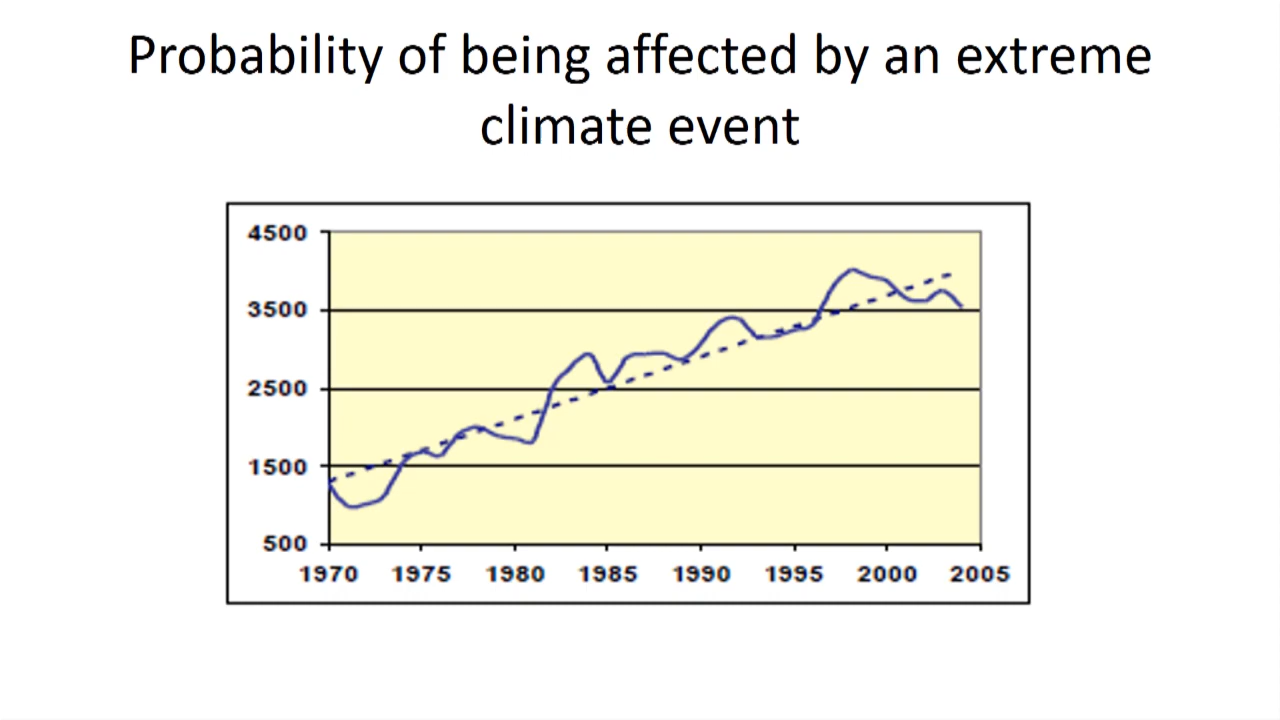 Probability of being affected by an extreme
climate event
4500
3500
2500
1500
500
1970 1975 1980 1985 1990 1995 2000 2005